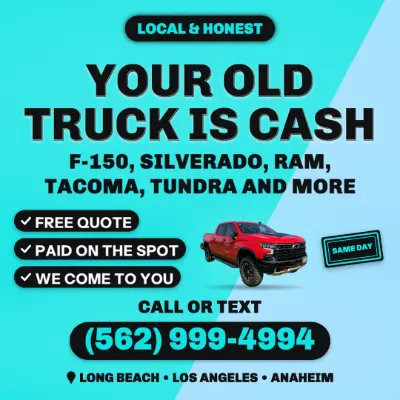 LOCAL & HONEST
YOUR OLD
TRUCK IS CASH
F-150, SILVERADO, RAM,
TACOMA, TUNDRA AND MORE
FREE QUOTE
PAID ON THE SPOT
WE COME TO YOU
SAME DAY
CALL OR TEXT
(562) 999-4994
LONG BEACH • LOS ANGELES • ANAHEIM